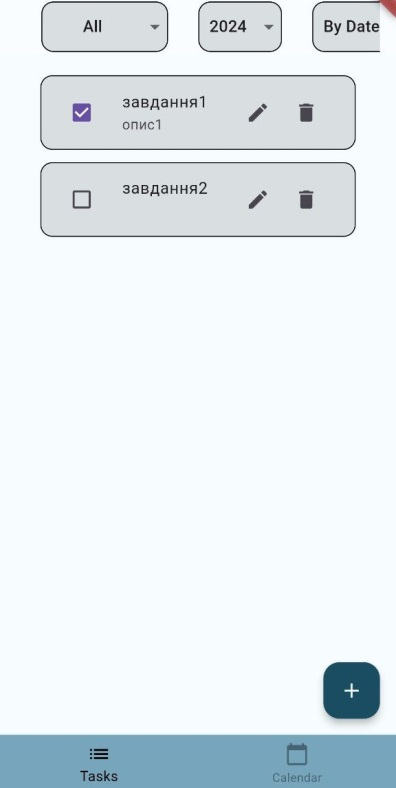 All
2024
By Date
завдання1
опис1
завдання2
Tasks
Calendar